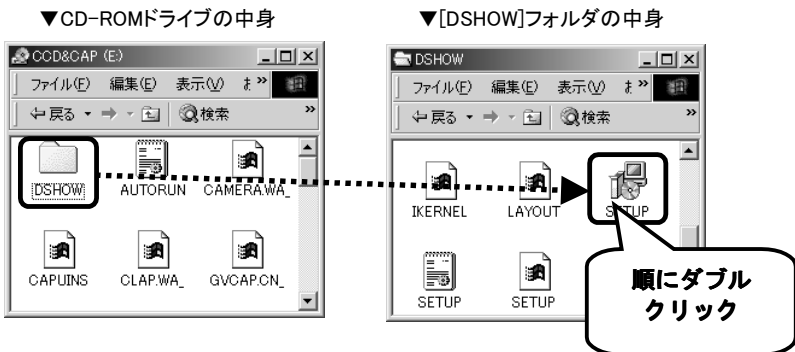 ▼CD-ROMドライブの中身
▼[DSHOW]フォルダの中身
CCD&CAP (E:)
ファイル(F) 編集(E) 表示(V) ま »
戻る 検索 »
DSHOW AUTORUN CAMERA.WA_
CAPUINS CLAP.WA_ GVCAP.CN_
DSHOW
ファイル(F) 編集(E) 表示(V) ま »
戻る 検索 »
IKERNEL LAYOUT SETUP
SETUP SETUP
順にダブル
クリック